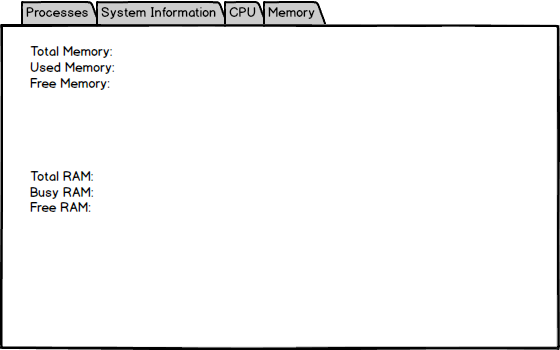 Processes System Information CPU Memory
Total Memory:
Used Memory:
Free Memory:
Total RAM:
Busy RAM:
Free RAM: